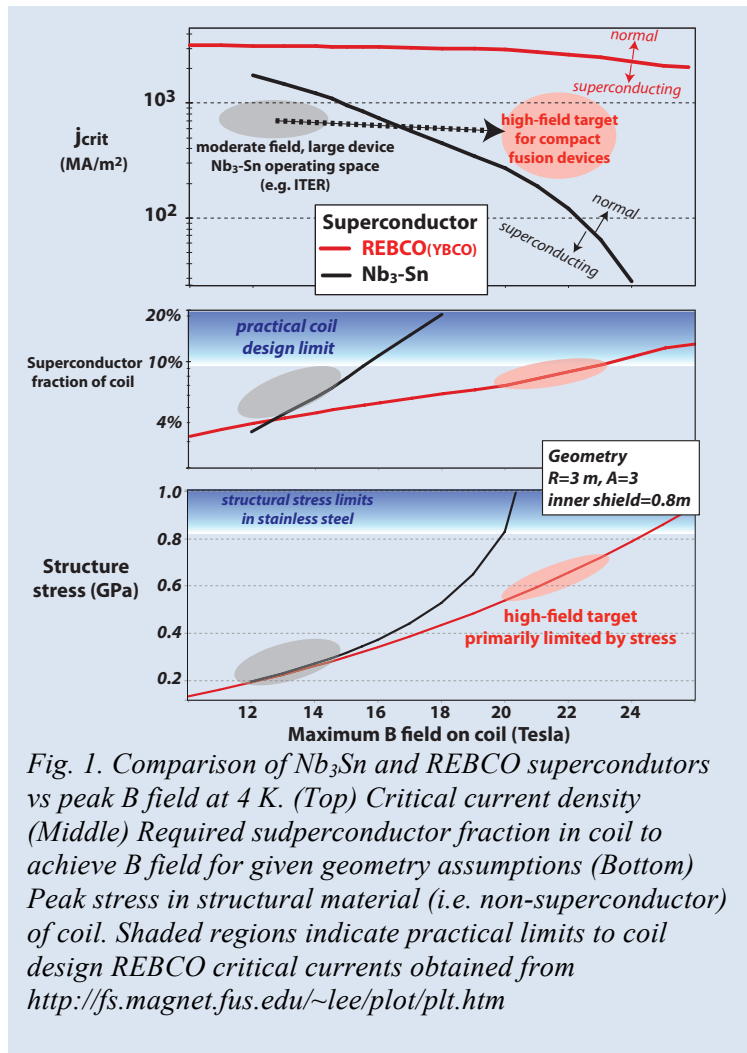 normal
superconducting
10³
jcrit
(MA/m²)
high-field target
for compact
fusion devices
moderate field, large device
Nb₃-Sn operating space
(e.g. ITER)
10²
normal
superconducting
Superconductor
REBCO(YBCO)
Nb₃-Sn
20%
practical coil
design limit
Superconductor
fraction of coil
10%
4%
Geometry
R=3 m, A=3
inner shield=0.8m
1.0
structural stress limits
in stainless steel
0.8
Structure
stress (GPa)
0.6
high-field target
primarily limited by stress
0.4
0.2
12 14 16 18 20 22 24
Maximum B field on coil (Tesla)
Fig. 1. Comparison of Nb₃Sn and REBCO supercondutors
vs peak B field at 4 K. (Top) Critical current density
(Middle) Required sudperconductor fraction in coil to
achieve B field for given geometry assumptions (Bottom)
Peak stress in structural material (i.e. non-superconductor)
of coil. Shaded regions indicate practical limits to coil
design REBCO critical currents obtained from
http://fs.magnet.fus.edu/~lee/plot/plt.htm